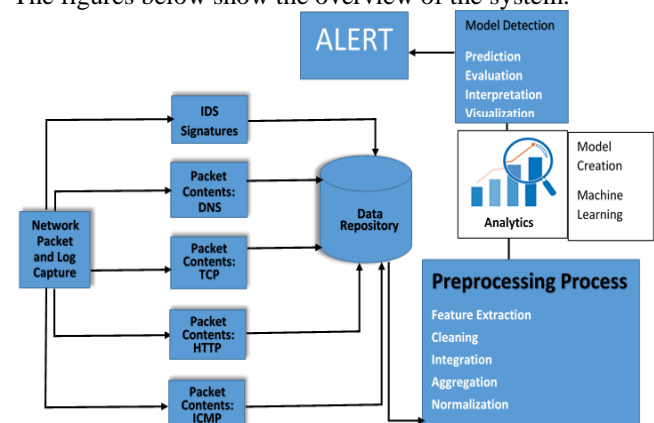 The figures below show the overview of the system.
ALERT
Model Detection
Prediction
Evaluation
Interpretation
Visualization
IDS
Signatures
Packet
Contents:
DNS
Network
Packet
and Log
Capture
Data
Repository
Packet
Contents:
TCP
Packet
Contents:
HTTP
Packet
Contents:
ICMP
Analytics
Model
Creation
Machine
Learning
Preprocessing Process
Feature Extraction
Cleaning
Integration
Aggregation
Normalization